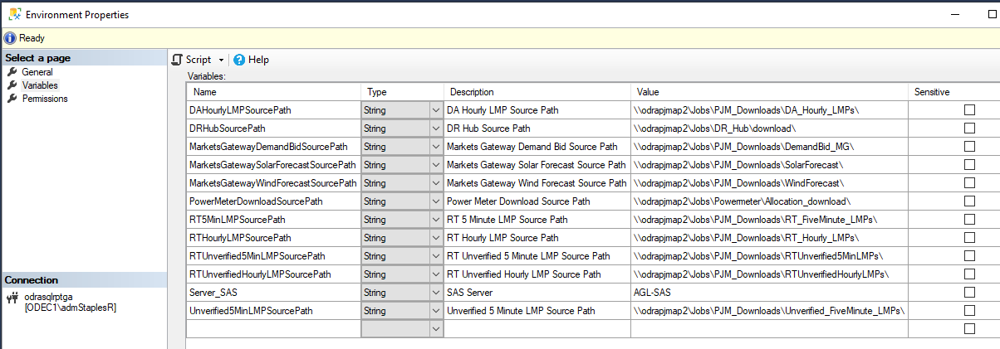 Environment Properties
Ready
Select a page
General
Variables
Permissions
Connection
odrasqlrptga
[ODEC1\admStaplesR]
Script Help
Variables:
Name Type Description Value Sensitive
DAHourlyLMPSourcePath String DA Hourly LMP Source Path \\odrapjmap2\Jobs\PJM_Downloads\DA_Hourly_LMPs\
DRHubSourcePath String DR Hub Source Path \\odrapjmap2\Jobs\DR_Hub\download\
MarketsGatewayDemandBidSourcePath String Markets Gateway Demand Bid Source Path \\odrapjmap2\Jobs\PJM_Downloads\DemandBid_MG\
MarketsGatewaySolarForecastSourcePath String Markets Gateway Solar Forecast Source Path \\odrapjmap2\Jobs\PJM_Downloads\SolarForecast\
MarketsGatewayWindForecastSourcePath String Markets Gateway Wind Forecast Source Path \\odrapjmap2\Jobs\PJM_Downloads\WindForecast\
PowerMeterDownloadSourcePath String Power Meter Download Source Path \\odrapjmap2\Jobs\Powermeter\Allocation_download\
RT5MinLMPSourcePath String RT 5 Minute LMP Source Path \\odrapjmap2\Jobs\PJM_Downloads\RT_FiveMinute_LMPs\
RTHourlyLMPSourcePath String RT Hourly LMP Source Path \\odrapjmap2\Jobs\PJM_Downloads\RT_Hourly_LMPs\
RTUnverified5MinLMPSourcePath String RT Unverified 5 Minute LMP Source Path \\odrapjmap2\Jobs\PJM_Downloads\RTUnverified5MinLMPs\
RTUnverifiedHourlyLMPSourcePath String RT Unverified Hourly LMP Source Path \\odrapjmap2\Jobs\PJM_Downloads\RTUnverifiedHourlyLMPs\
Server_SAS String SAS Server AGL-SAS
Unverified5MinLMPSourcePath String Unverified 5 Minute LMP Source Path \\odrapjmap2\Jobs\PJM_Downloads\Unverified_FiveMinute_LMPs\